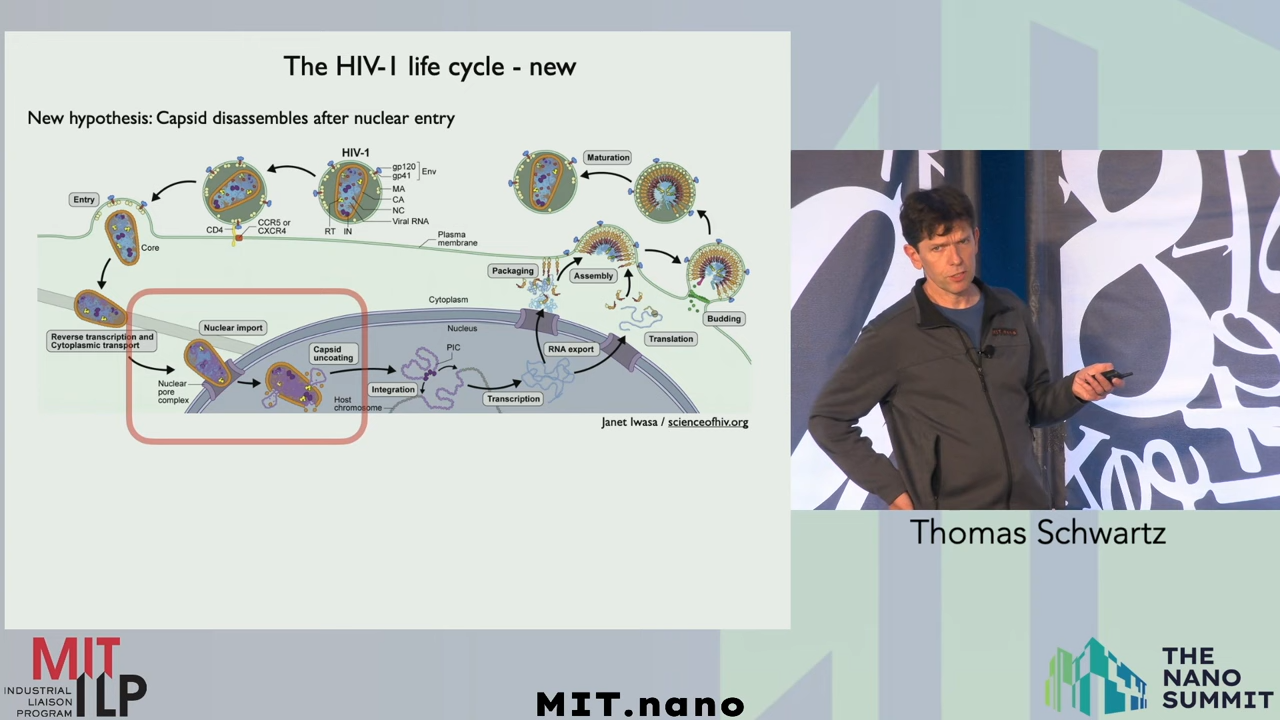 The HIV-1 life cycle - new
New hypothesis: Capsid disassembles after nuclear entry
HIV-1
gp120
gp41
Env
MA
CA
NC
Viral RNA
RT IN
CD4
CCR5 or
CXCR4
Entry
Core
Plasma
membrane
Maturation
Packaging
Assembly
Budding
Cytoplasm
Nucleus
Translation
Reverse transcription and
Cytoplasmic transport
Nuclear import
Capsid
uncoating
PIC
RNA export
Nuclear
pore
complex
Integration
Host
chromosome
Transcription
Janet Iwasa / scienceofhiv.org
Thomas Schwartz
MIT
ILP
INDUSTRIAL
LIAISON
PROGRAM
MIT.nano
THE
NANO
SUMMIT